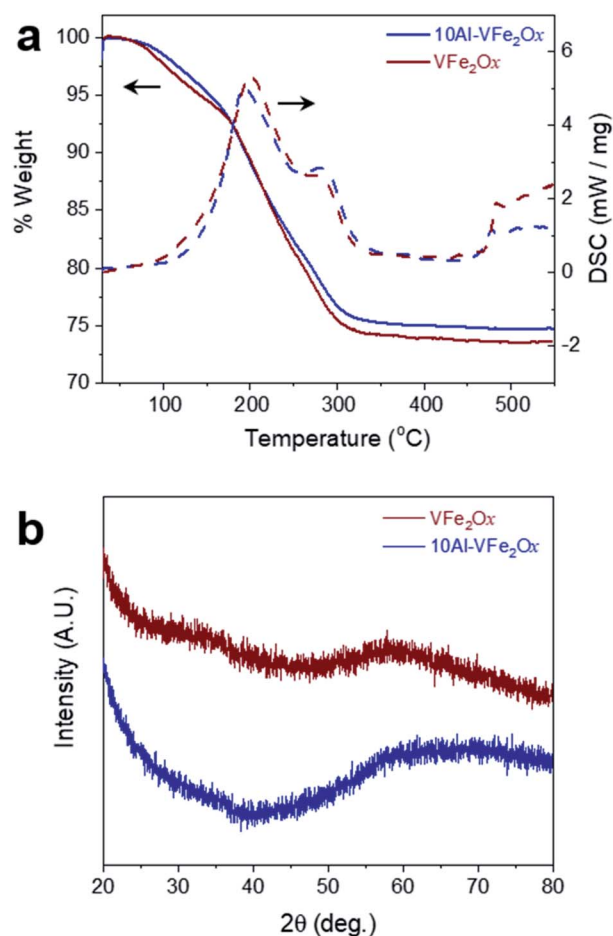 a
10Al-VFe₂Ox
VFe₂Ox
% Weight
100
95
90
85
80
75
70
6
4
2
0
-2
DSC (mW / mg)
100 200 300 400 500
Temperature (°C)
b
VFe₂Ox
10Al-VFe₂Ox
Intensity (A.U.)
20 30 40 50 60 70 80
2θ (deg.)